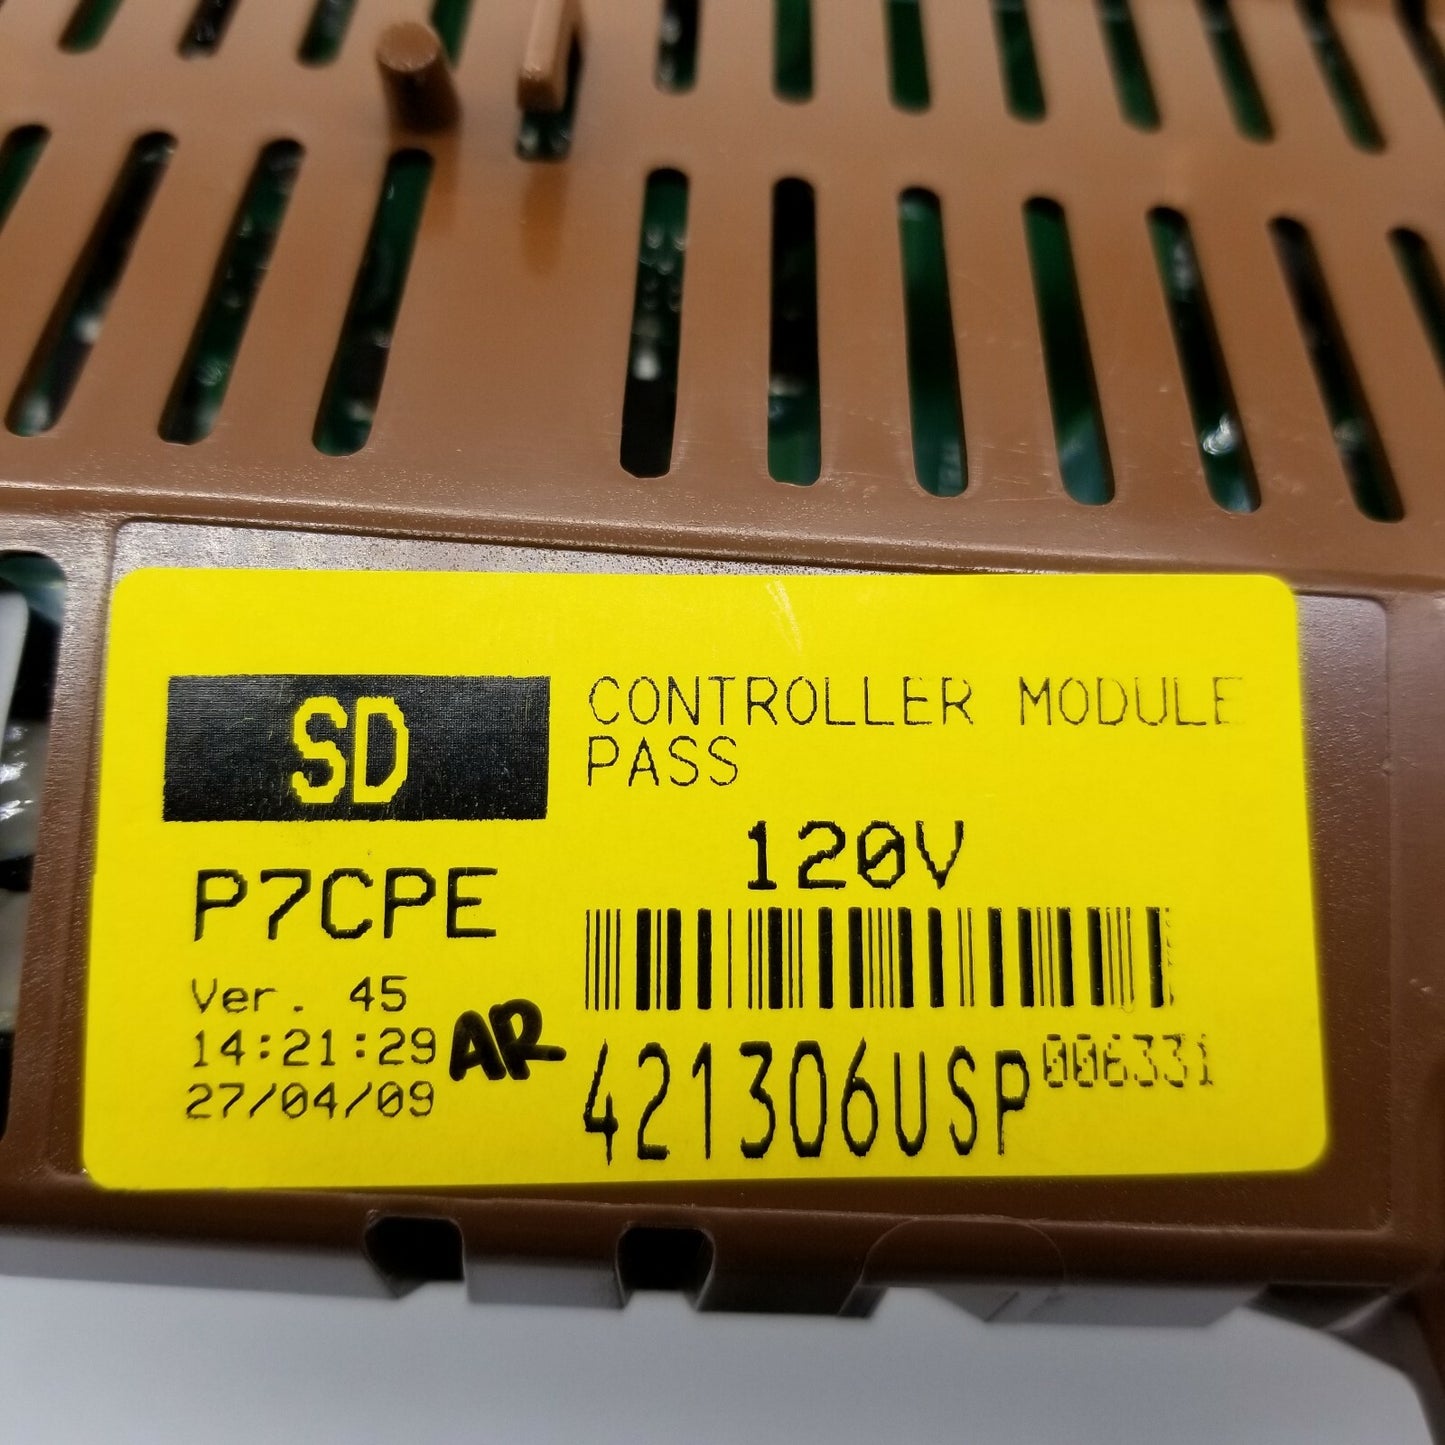 SD
CONTROLLER MODULE
PASS
120V
P7CPE
Ver. 45
14:21:29
27/04/09
AR
421306USP
006331